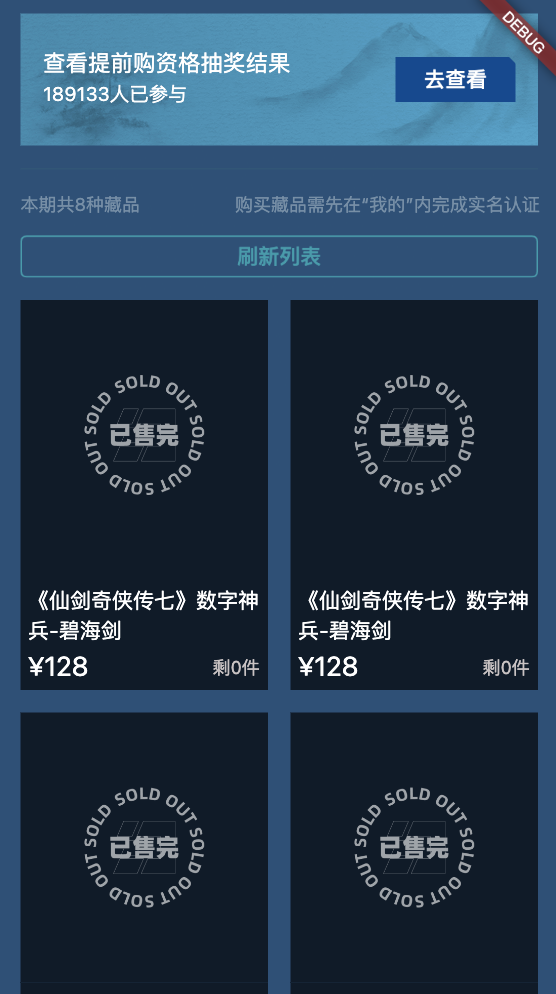 DEBUG
查看提前购资格抽奖结果
189133人已参与
去查看
本期共8种藏品
购买藏品需先在“我的”内完成实名认证
刷新列表
SOLD OUT SOLD OUT SOLD OUT
已售完
《仙剑奇侠传七》数字神
兵-碧海剑
¥128
剩0件
SOLD OUT SOLD OUT SOLD OUT
已售完
《仙剑奇侠传七》数字神
兵-碧海剑
¥128
剩0件
SOLD OUT SOLD OUT SOLD OUT
已售完
SOLD OUT SOLD OUT SOLD OUT
已售完